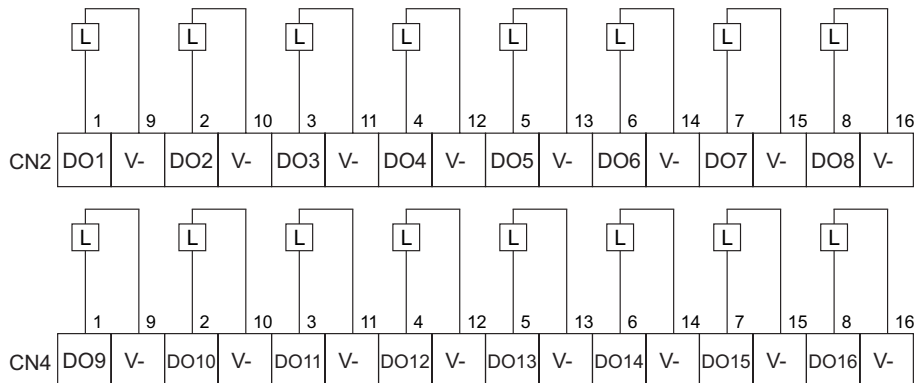 L L L L L L L L
1 9 2 10 3 11 4 12 5 13 6 14 7 15 8 16
CN2 DO1 V- DO2 V- DO3 V- DO4 V- DO5 V- DO6 V- DO7 V- DO8 V-
L L L L L L L L
1 9 2 10 3 11 4 12 5 13 6 14 7 15 8 16
CN4 DO9 V- DO10 V- DO11 V- DO12 V- DO13 V- DO14 V- DO15 V- DO16 V-